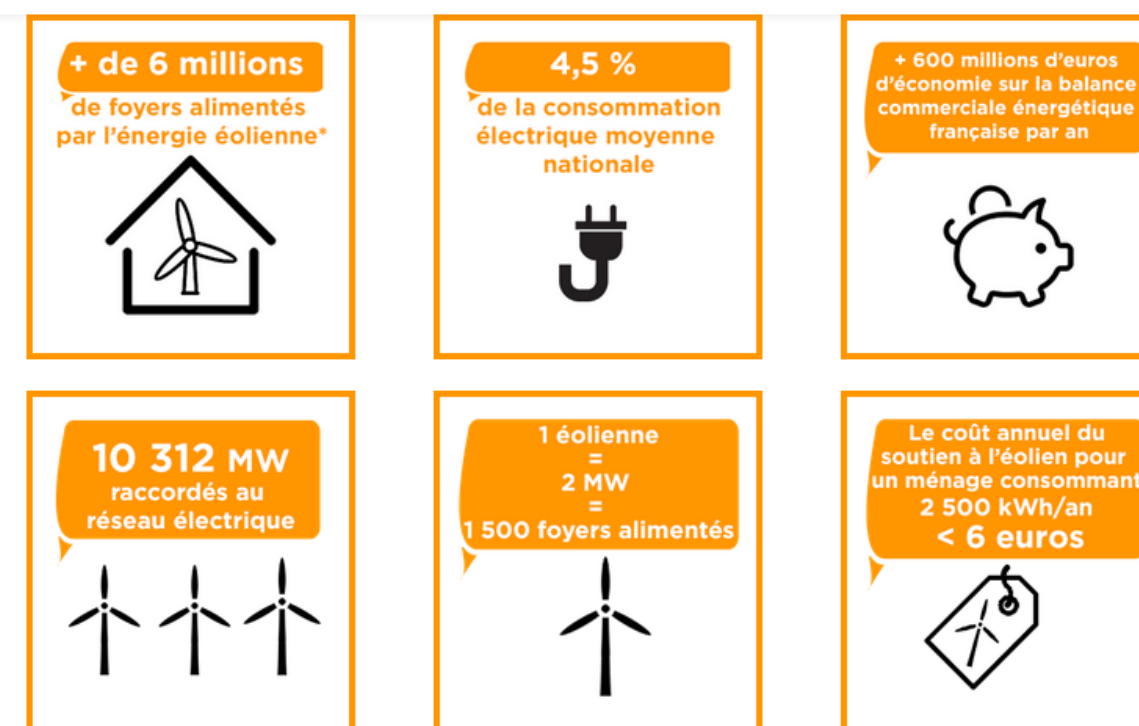 + de 6 millions
de foyers alimentés
par l'énergie éolienne*
4,5 %
de la consommation
électrique moyenne
nationale
+ 600 millions d'euros
d'économie sur la balance
commerciale énergétique
française par an
10 312 MW
raccordés au
réseau électrique
1 éolienne
=
2 MW
=
1 500 foyers alimentés
Le coût annuel du
soutien à l'éolien pour
un ménage consommant
2 500 kWh/an
< 6 euros